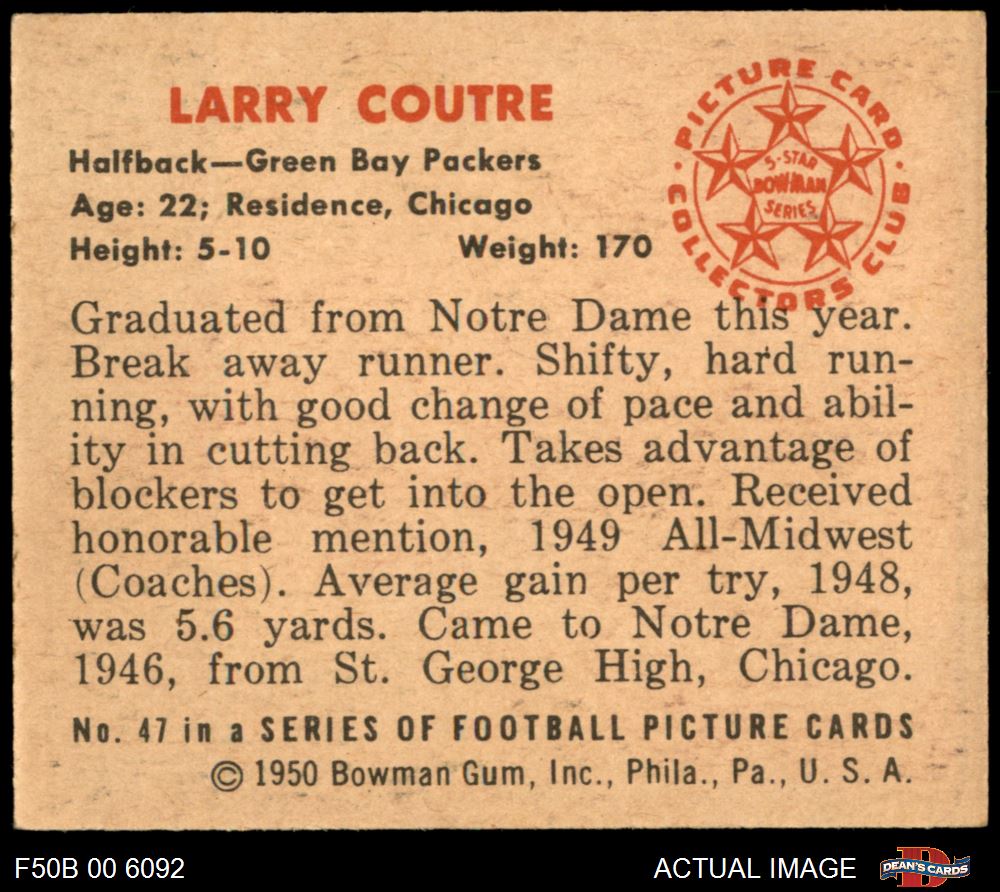 LARRY COUTRE
Halfback—Green Bay Packers
Age: 22; Residence, Chicago
Height: 5-10 Weight: 170
· PICTURE CARD ·
COLLECTORS CLUB
5-STAR
BOWMAN
SERIES
Graduated from Notre Dame this year.
Break away runner. Shifty, hard run-
ning, with good change of pace and abil-
ity in cutting back. Takes advantage of
blockers to get into the open. Received
honorable mention, 1949 All-Midwest
(Coaches). Average gain per try, 1948,
was 5.6 yards. Came to Notre Dame,
1946, from St. George High, Chicago.
No. 47 in a SERIES OF FOOTBALL PICTURE CARDS
© 1950 Bowman Gum, Inc., Phila., Pa., U. S. A.
F50B 00 6092 ACTUAL IMAGE DEAN'S CARDS